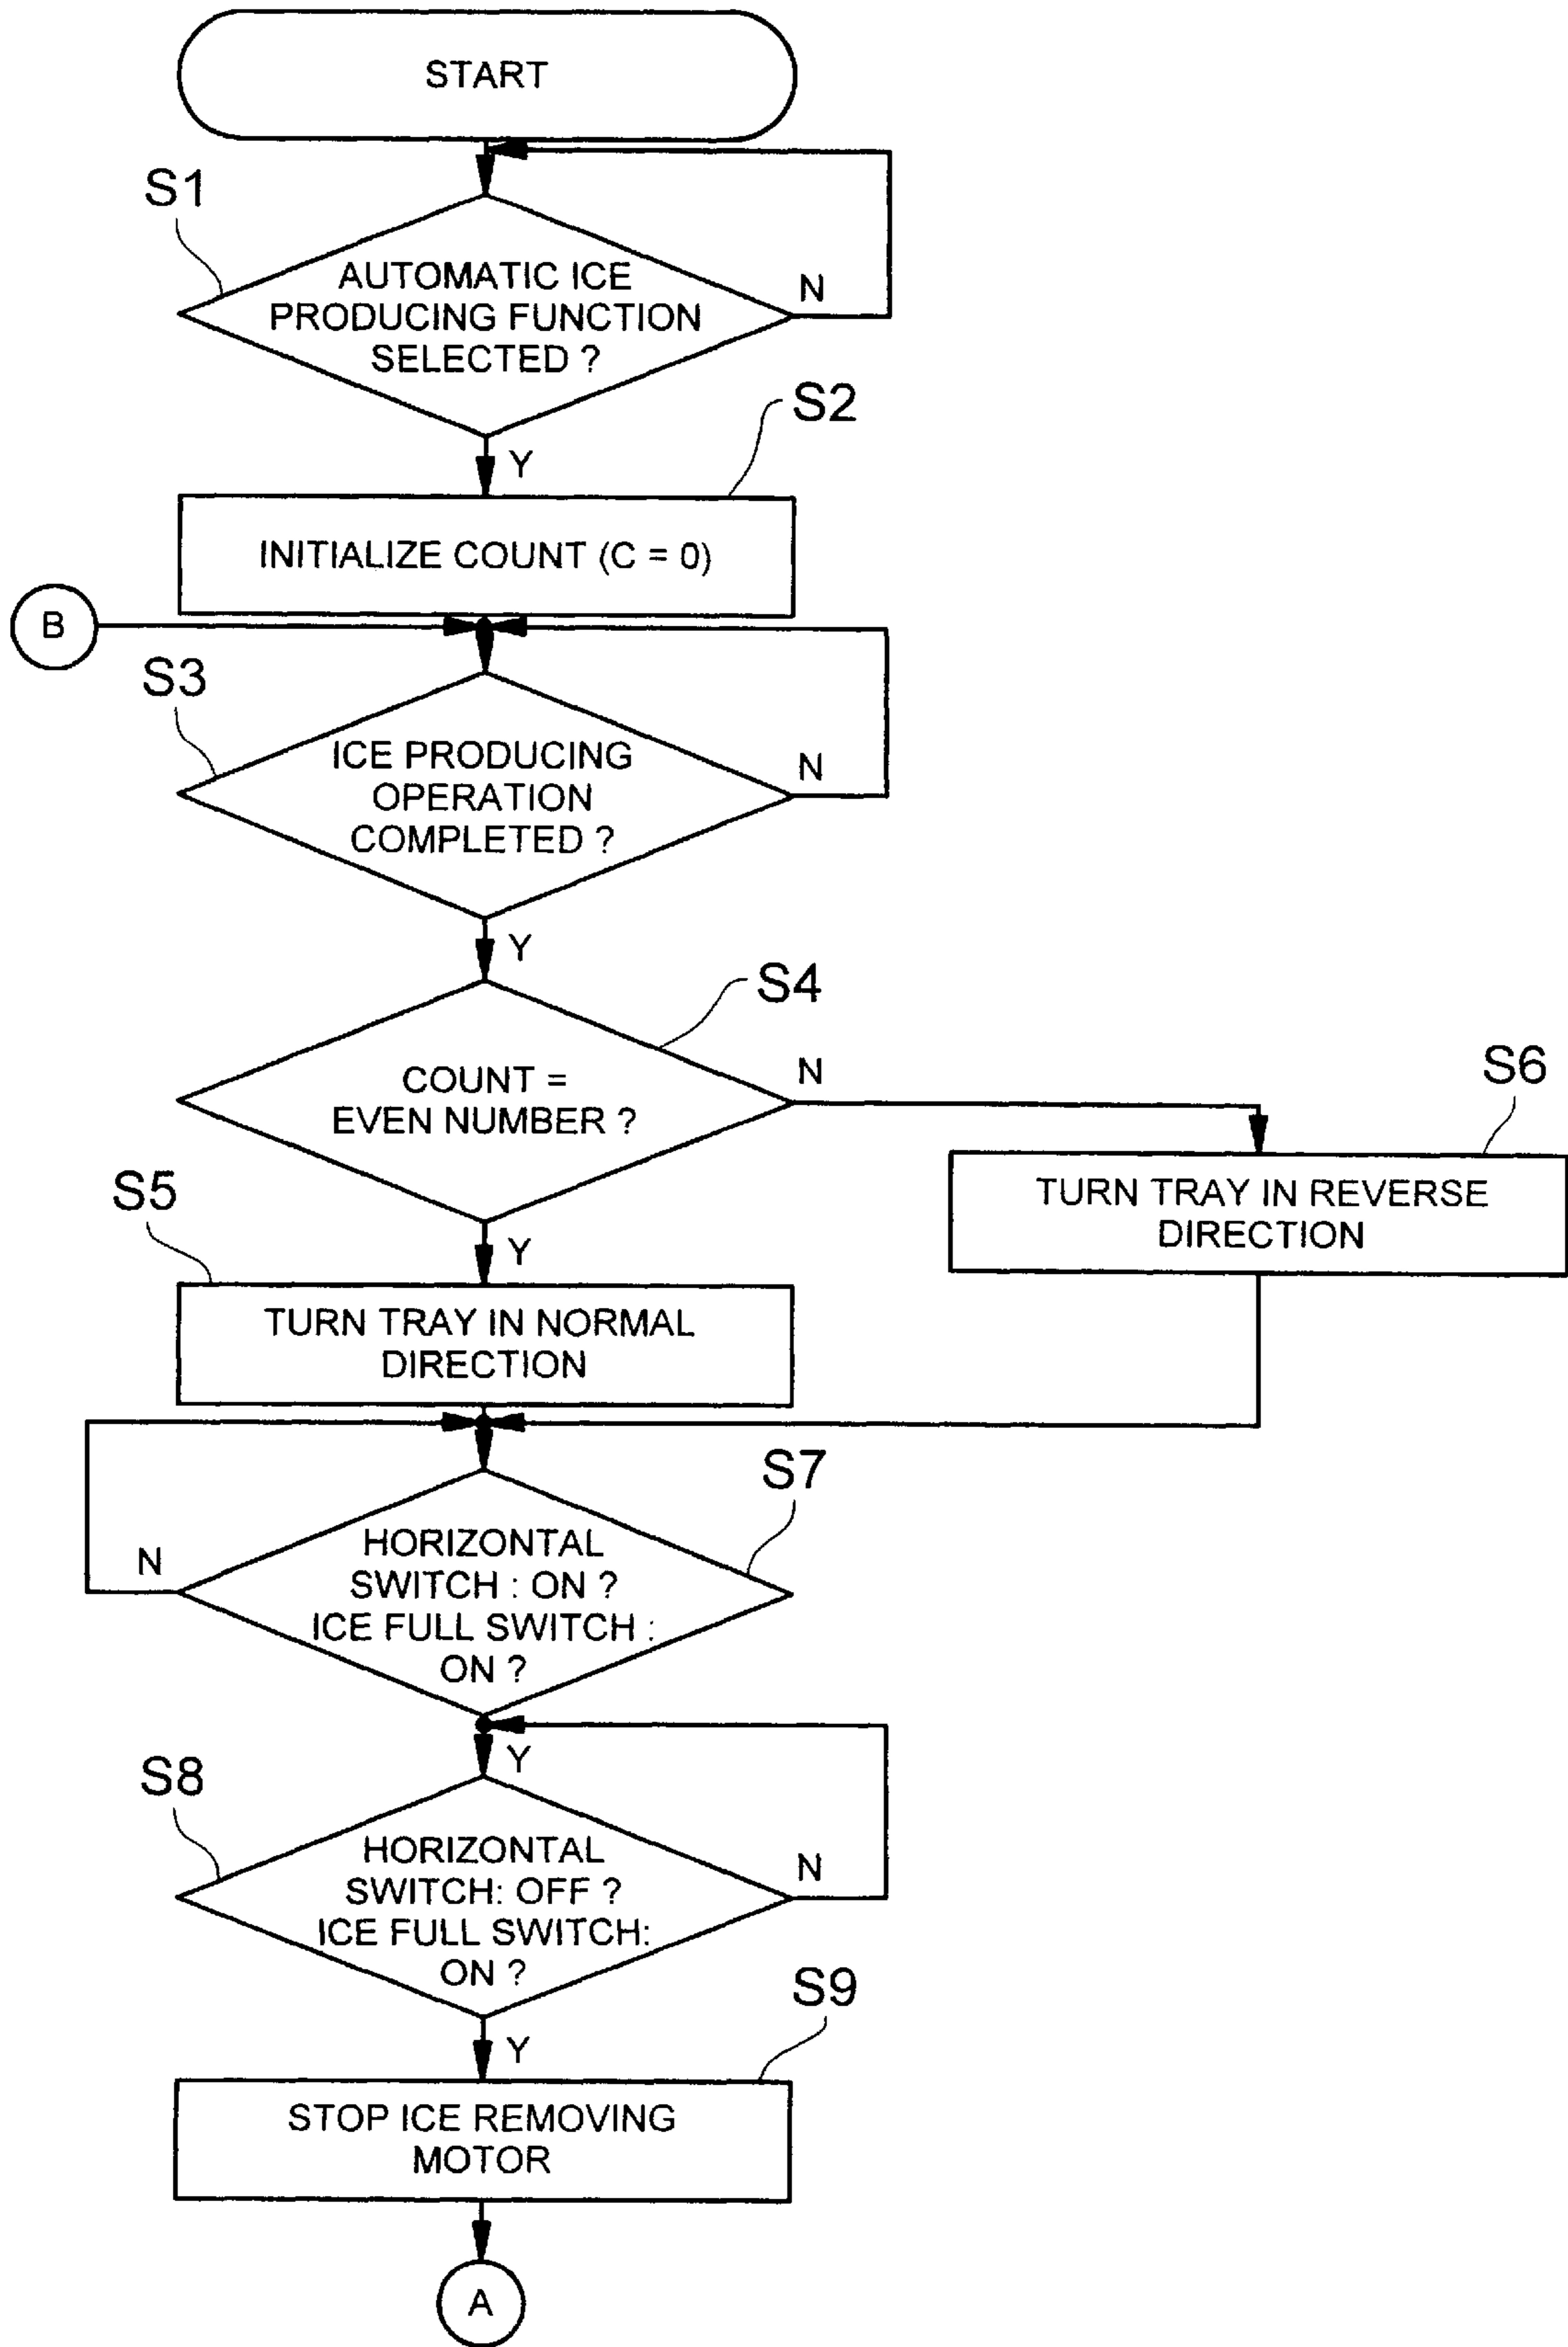 START
S1
AUTOMATIC ICE
PRODUCING FUNCTION
SELECTED ?
N
Y
S2
INITIALIZE COUNT (C = 0)
B
S3
ICE PRODUCING
OPERATION
COMPLETED ?
N
Y
S4
COUNT =
EVEN NUMBER ?
N
Y
S6
TURN TRAY IN REVERSE
DIRECTION
S5
TURN TRAY IN NORMAL
DIRECTION
S7
HORIZONTAL
SWITCH : ON ?
ICE FULL SWITCH :
ON ?
N
Y
S8
HORIZONTAL
SWITCH: OFF ?
ICE FULL SWITCH:
ON ?
N
Y
S9
STOP ICE REMOVING
MOTOR
A